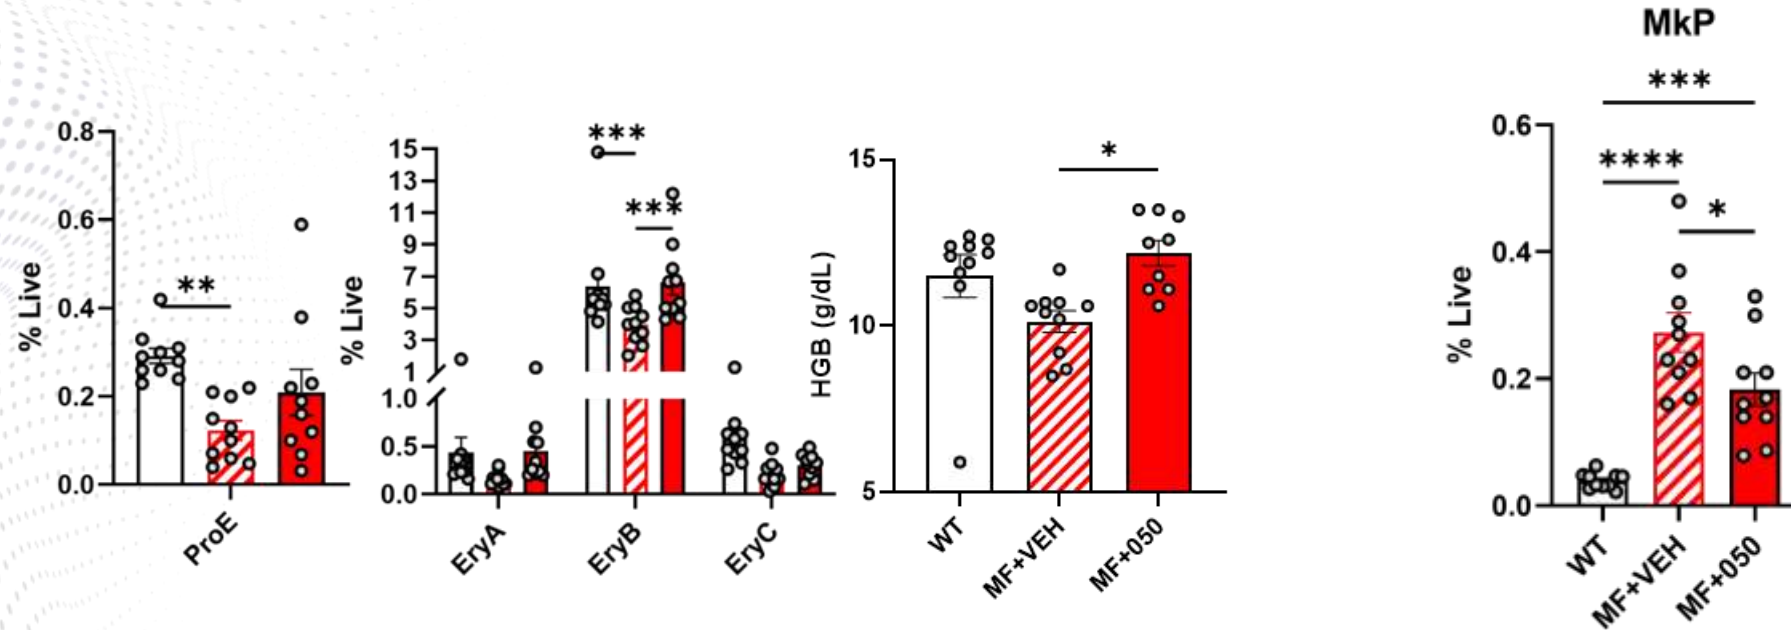 MkP
***
0.8
0.6
0.4
0.2
0.0
% Live
**
ProE
15
13
11
9
7
5
3
1
1.0
0.5
0.0
% Live
***
***
EryA
EryB
EryC
15
10
5
HGB (g/dL)
*
WT
MF+VEH
MF+050
0.6
0.4
0.2
0.0
% Live
****
*
WT
MF+VEH
MF+050